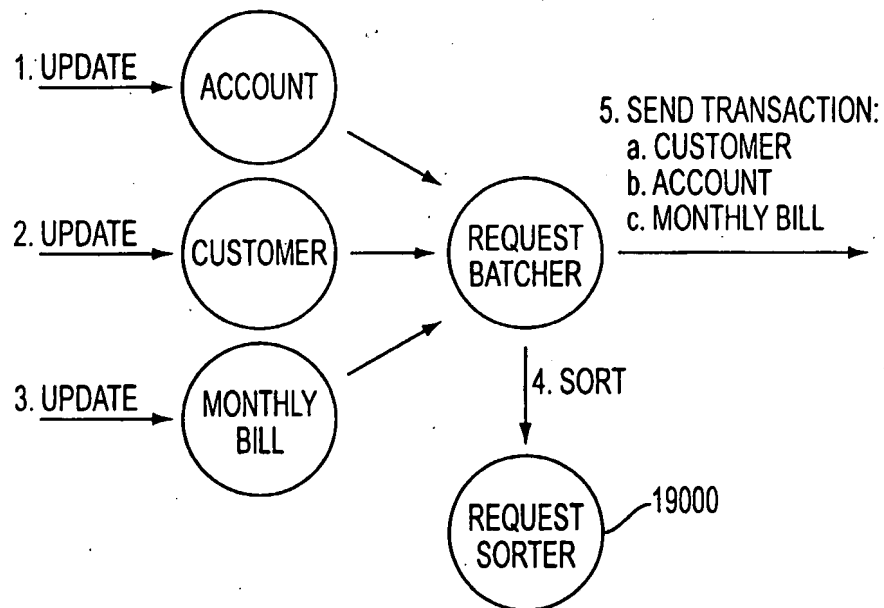 1. UPDATE
ACCOUNT
5. SEND TRANSACTION:
a. CUSTOMER
b. ACCOUNT
c. MONTHLY BILL
2. UPDATE
CUSTOMER
REQUEST
BATCHER
3. UPDATE
MONTHLY
BILL
4. SORT
REQUEST
SORTER
19000